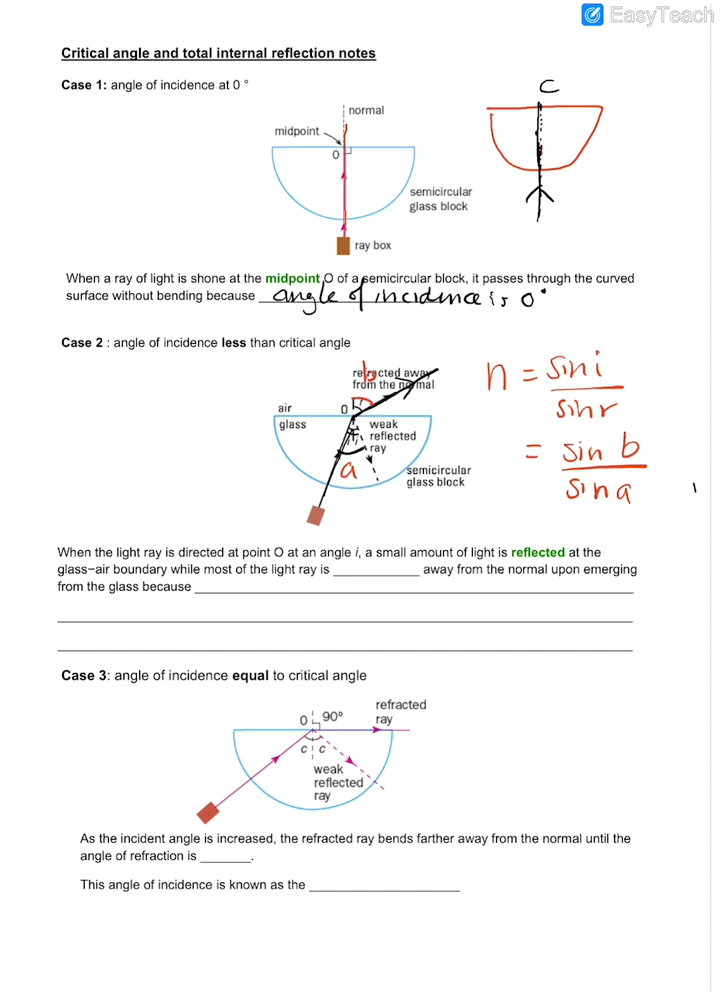 EasyTeach
Critical angle and total internal reflection notes
Case 1: angle of incidence at 0 °
C
normal
midpoint
O
semicircular
glass block
ray box
When a ray of light is shone at the midpoint O of a semicircular block, it passes through the curved
surface without bending because angle of incidence is 0°
Case 2 : angle of incidence less than critical angle
refracted away
from the normal
b
air
O
glass
weak
reflected
ray
a
semicircular
glass block
n = sin i
sin r
= sin b
sin a
When the light ray is directed at point O at an angle i, a small amount of light is reflected at the
glass–air boundary while most of the light ray is ____________ away from the normal upon emerging
from the glass because ____________
Case 3: angle of incidence equal to critical angle
refracted
ray
O
90°
c c
weak
reflected
ray
As the incident angle is increased, the refracted ray bends farther away from the normal until the
angle of refraction is _______.
This angle of incidence is known as the ____________